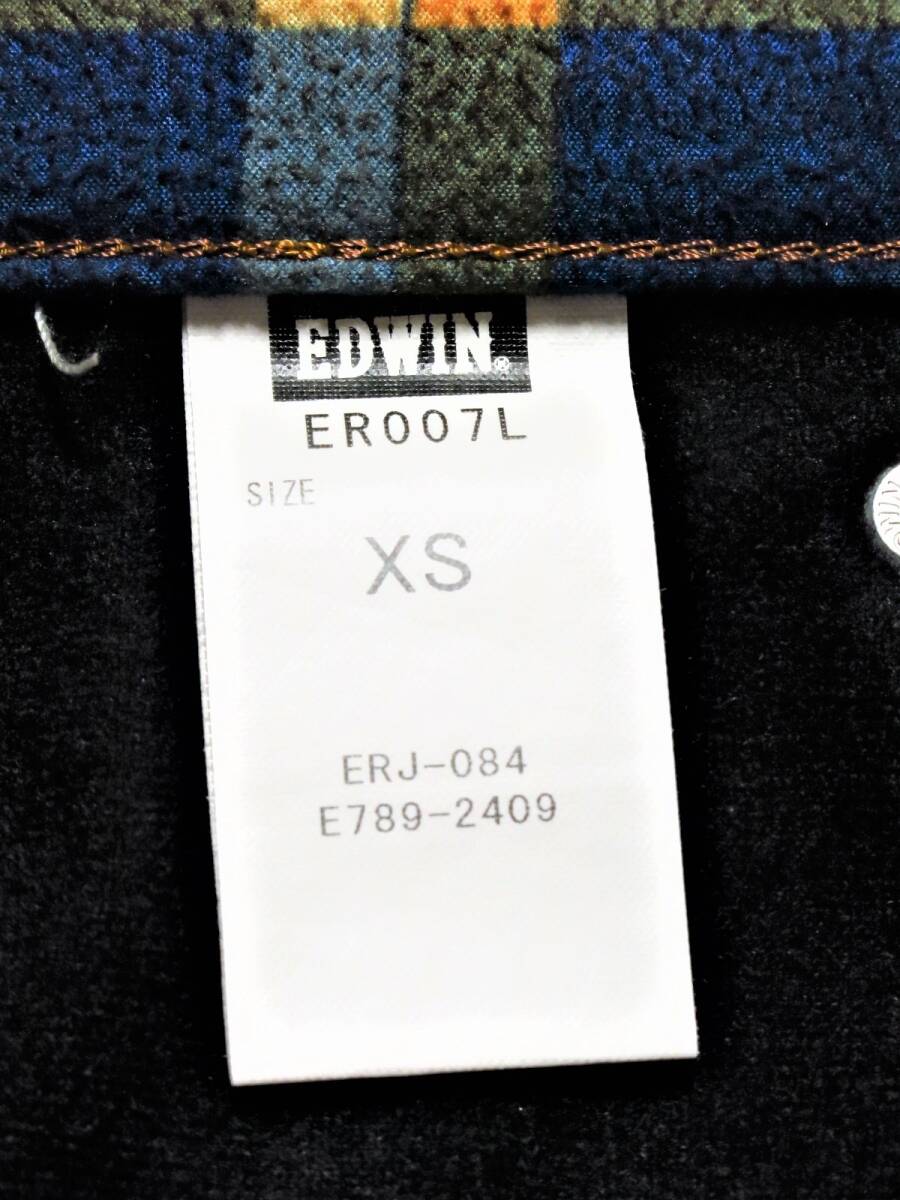 EDWIN®
ER007L
SIZE
XS
ERJ-084
E789-2409